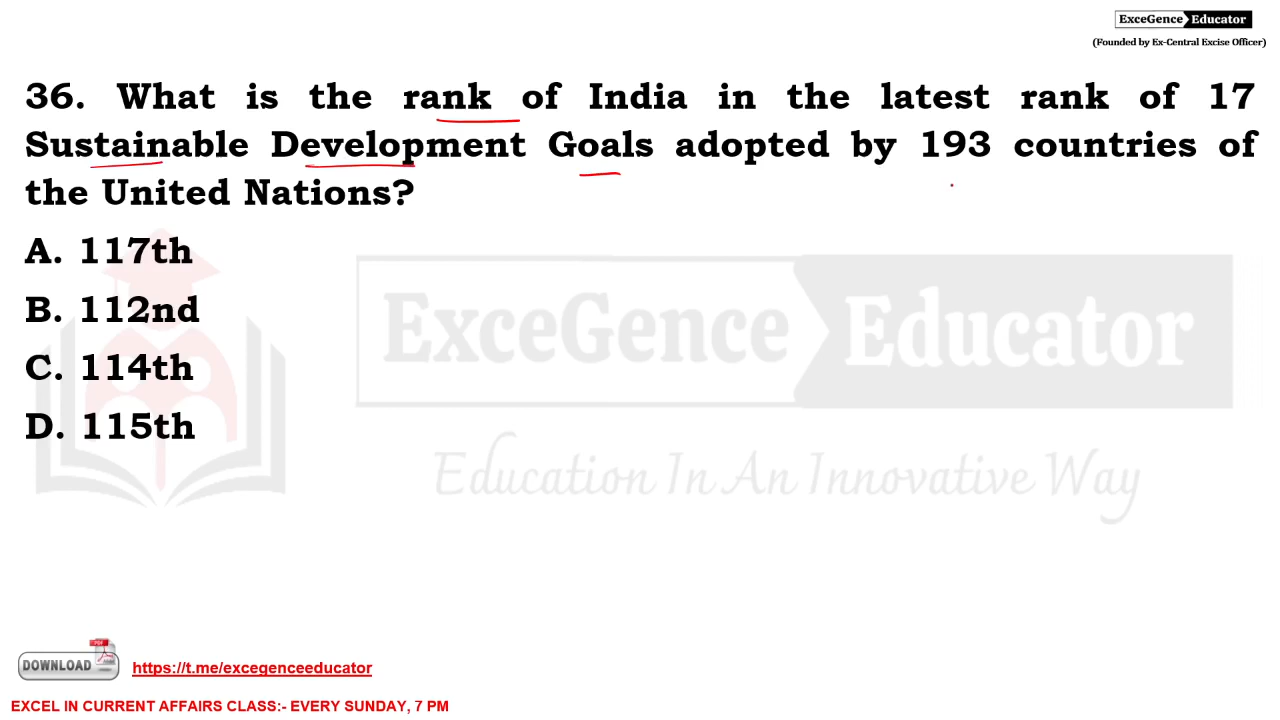 ExceGence Educator
(Founded by Ex-Central Excise Officer)
36. What is the rank of India in the latest rank of 17
Sustainable Development Goals adopted by 193 countries of
the United Nations?
A. 117th
B. 112nd
C. 114th
D. 115th
ExceGence Educator
Education In An Innovative Way
PDF
DOWNLOAD
https://t.me/excegenceeducator
EXCEL IN CURRENT AFFAIRS CLASS:- EVERY SUNDAY, 7 PM